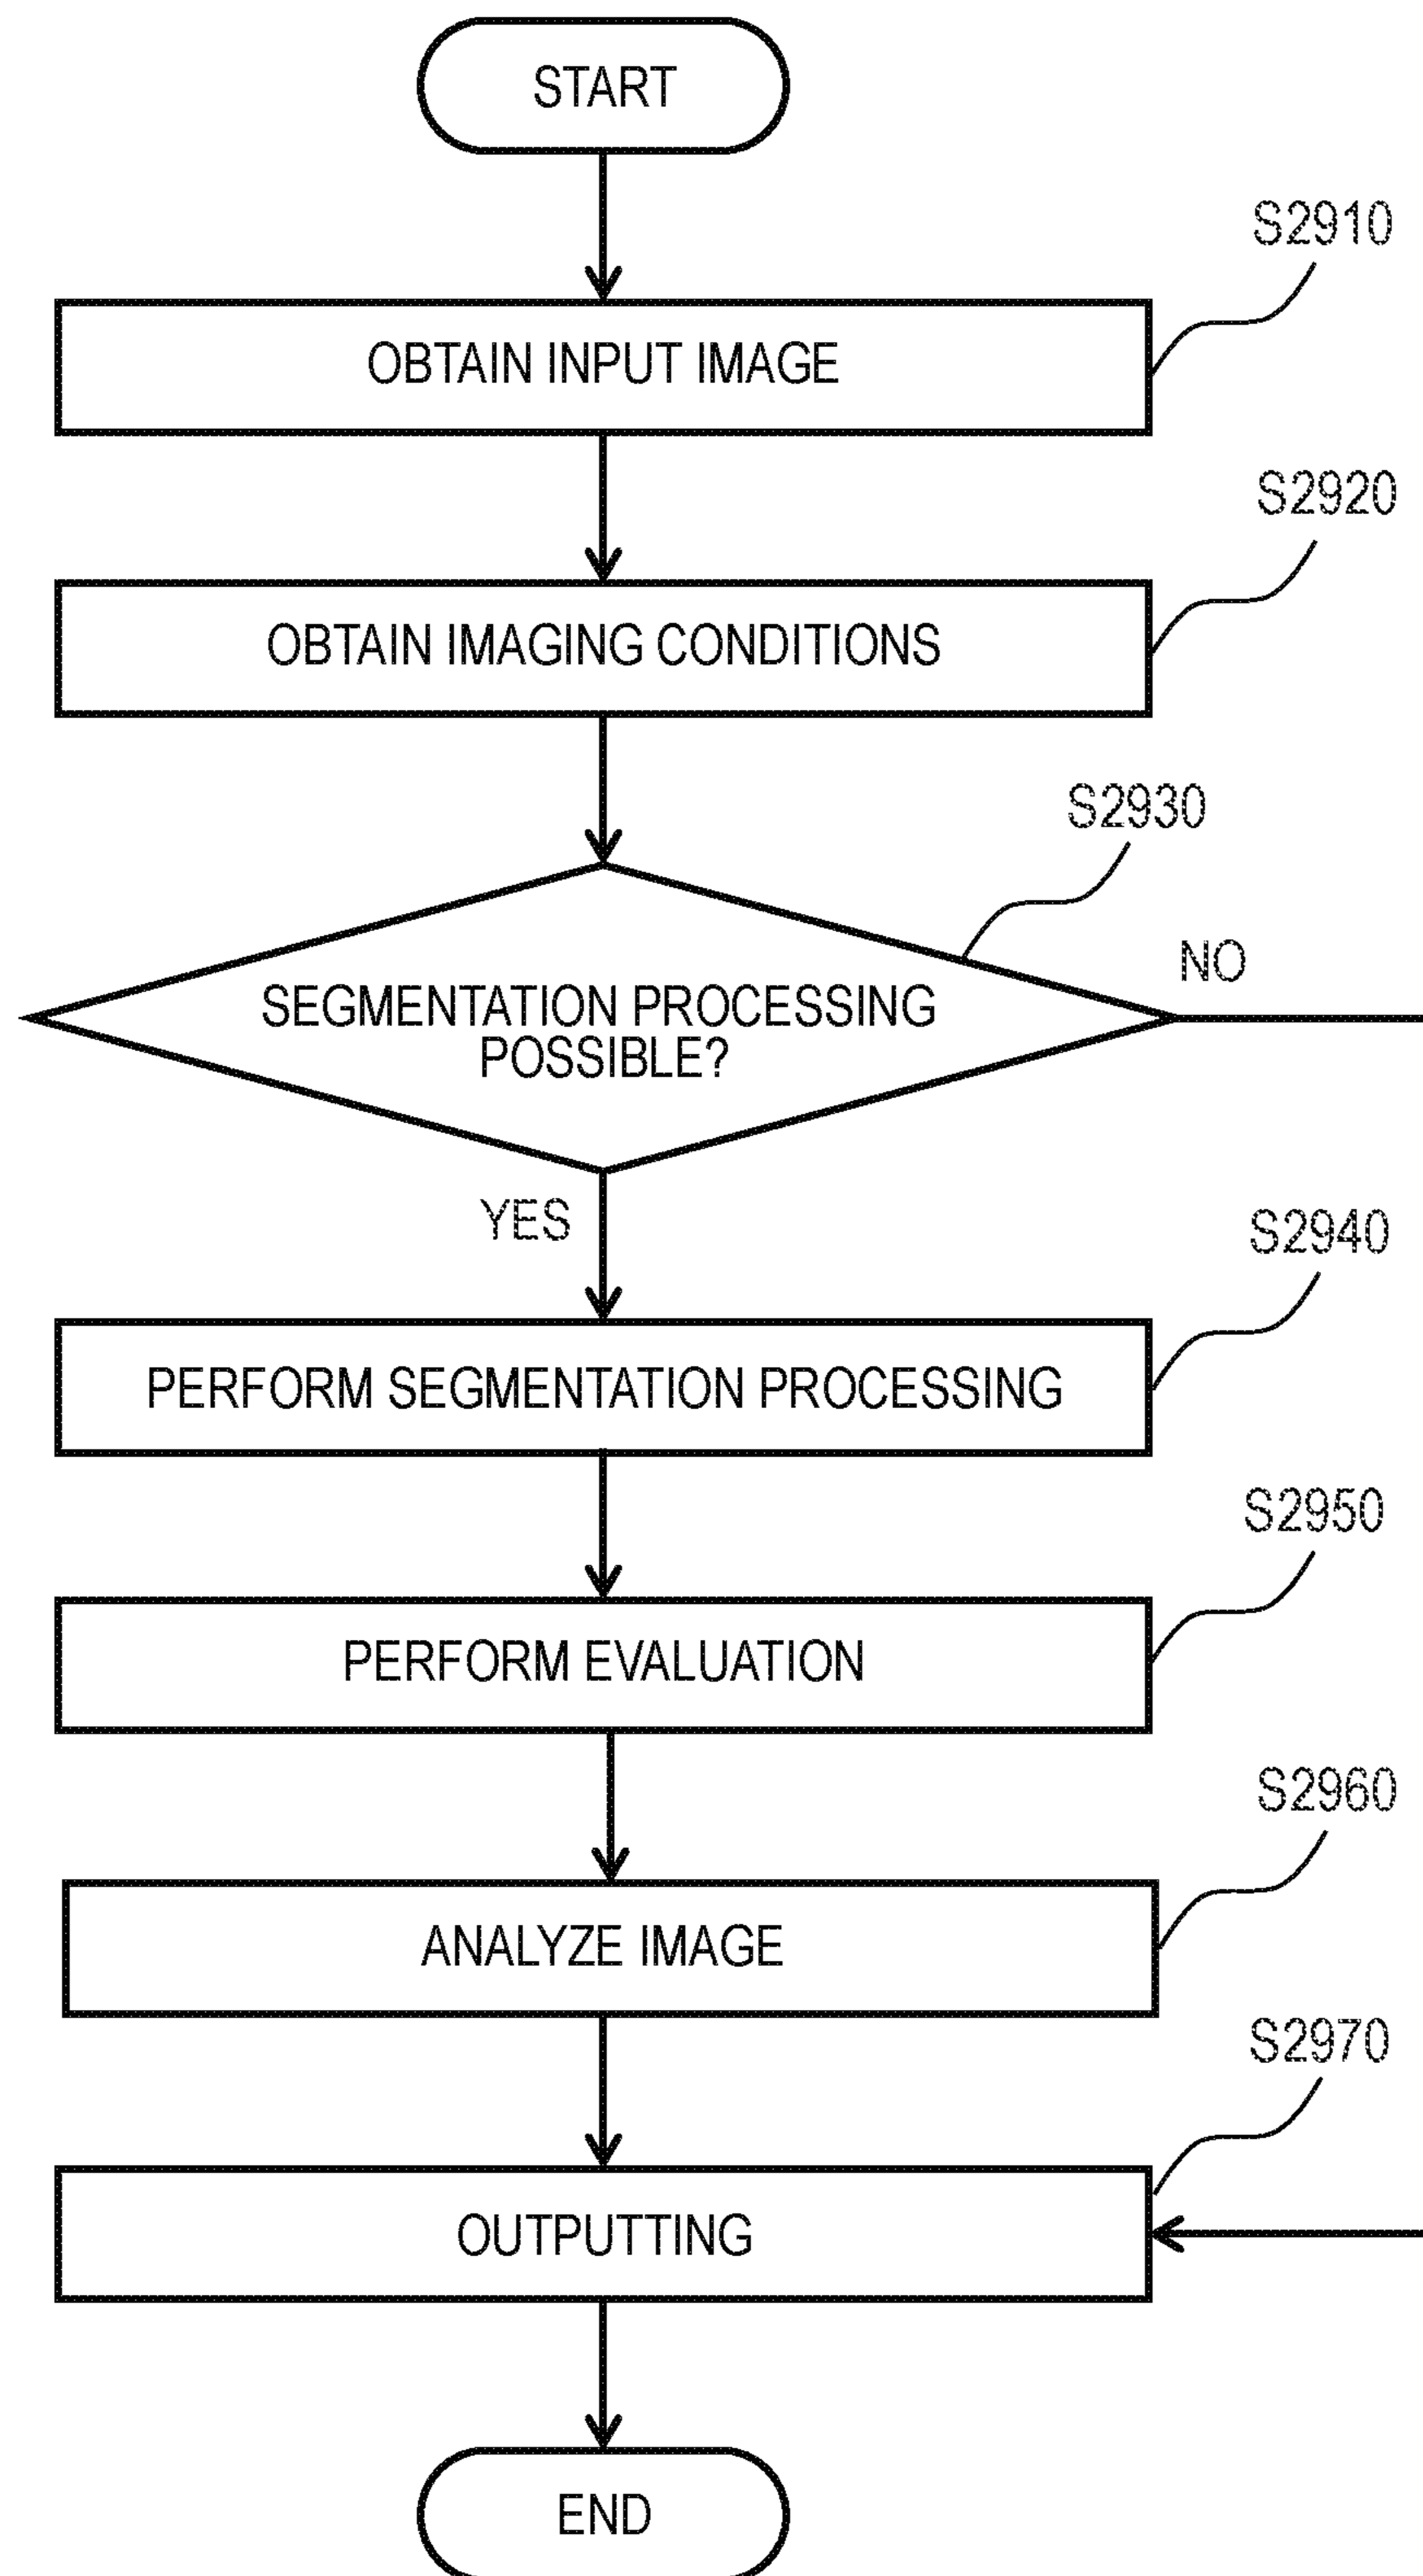 START
S2910
OBTAIN INPUT IMAGE
S2920
OBTAIN IMAGING CONDITIONS
S2930
NO
SEGMENTATION PROCESSING
POSSIBLE?
YES
S2940
PERFORM SEGMENTATION PROCESSING
S2950
PERFORM EVALUATION
S2960
ANALYZE IMAGE
S2970
OUTPUTTING
END